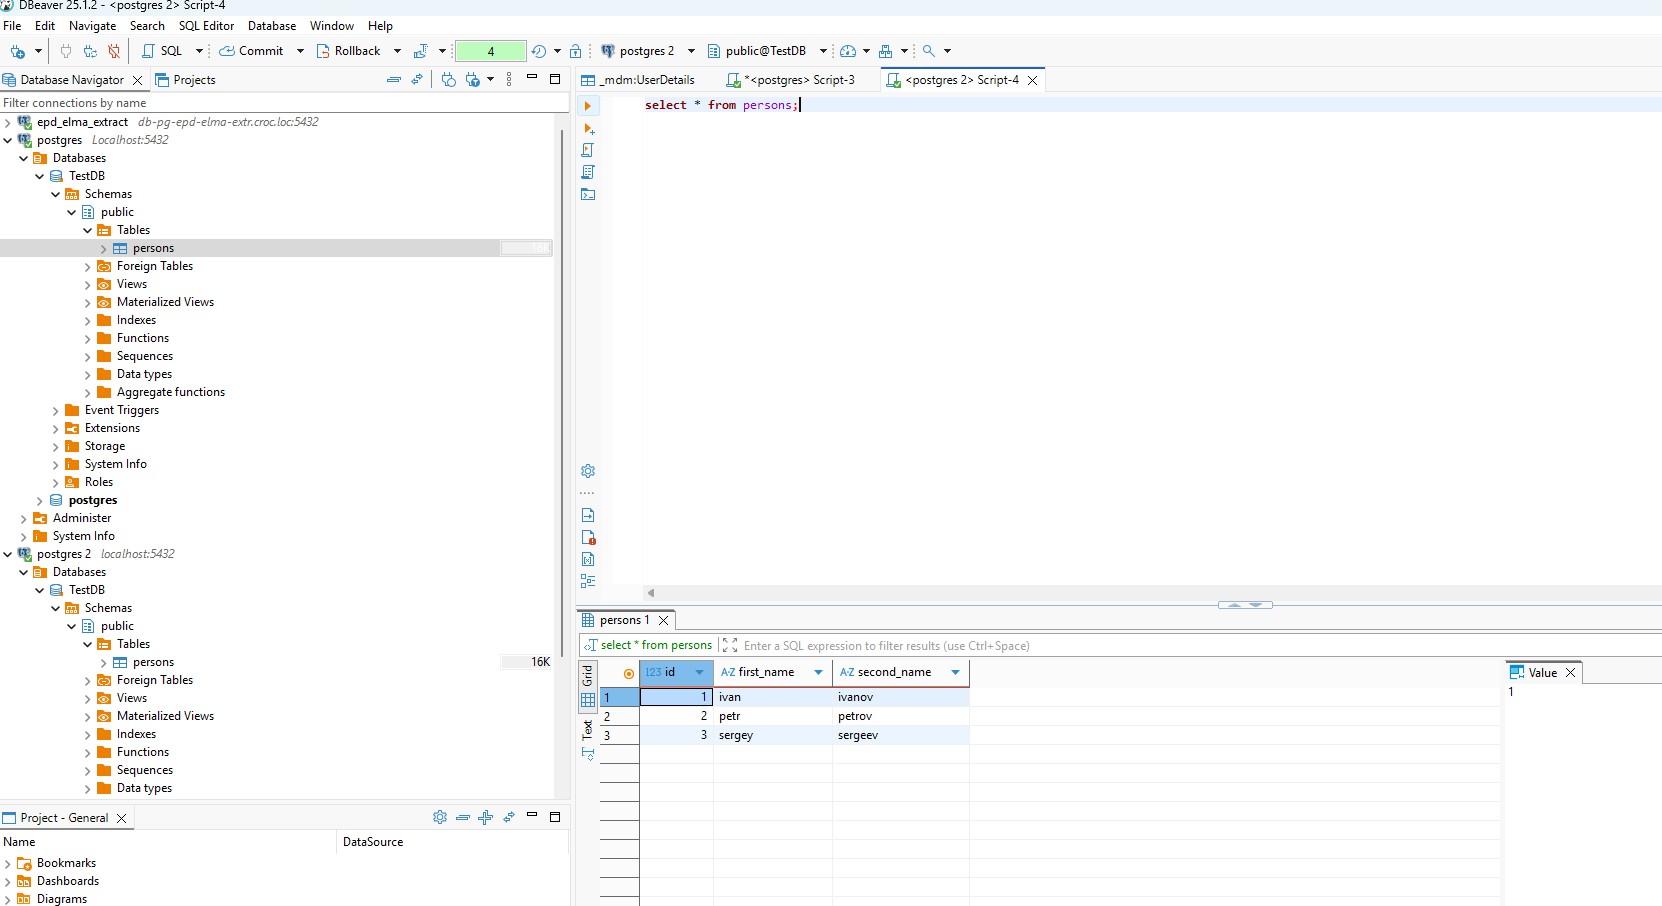 DBeaver 25.1.2 - <postgres 2> Script-4
File Edit Navigate Search SQL Editor Database Window Help
SQL Commit Rollback 4 postgres 2 public@TestDB
Database Navigator Projects
Filter connections by name
epd_elma_extract db-pg-epd-elma-extr.croc.loc:5432
postgres Localhost:5432
Databases
TestDB
Schemas
public
Tables
persons 16K
Foreign Tables
Views
Materialized Views
Indexes
Functions
Sequences
Data types
Aggregate functions
Event Triggers
Extensions
Storage
System Info
Roles
postgres
Administer
System Info
postgres 2 localhost:5432
Databases
TestDB
Schemas
public
Tables
persons 16K
Foreign Tables
Views
Materialized Views
Indexes
Functions
Sequences
Data types
Project - General
Name DataSource
Bookmarks
Dashboards
Diagrams
_mdm:UserDetails *<postgres> Script-3 <postgres 2> Script-4
select * from persons;
persons 1
select * from persons Enter a SQL expression to filter results (use Ctrl+Space)
Grid
Text
123 id A-Z first_name A-Z second_name
1 1 ivan ivanov
2 2 petr petrov
3 3 sergey sergeev
Value
1